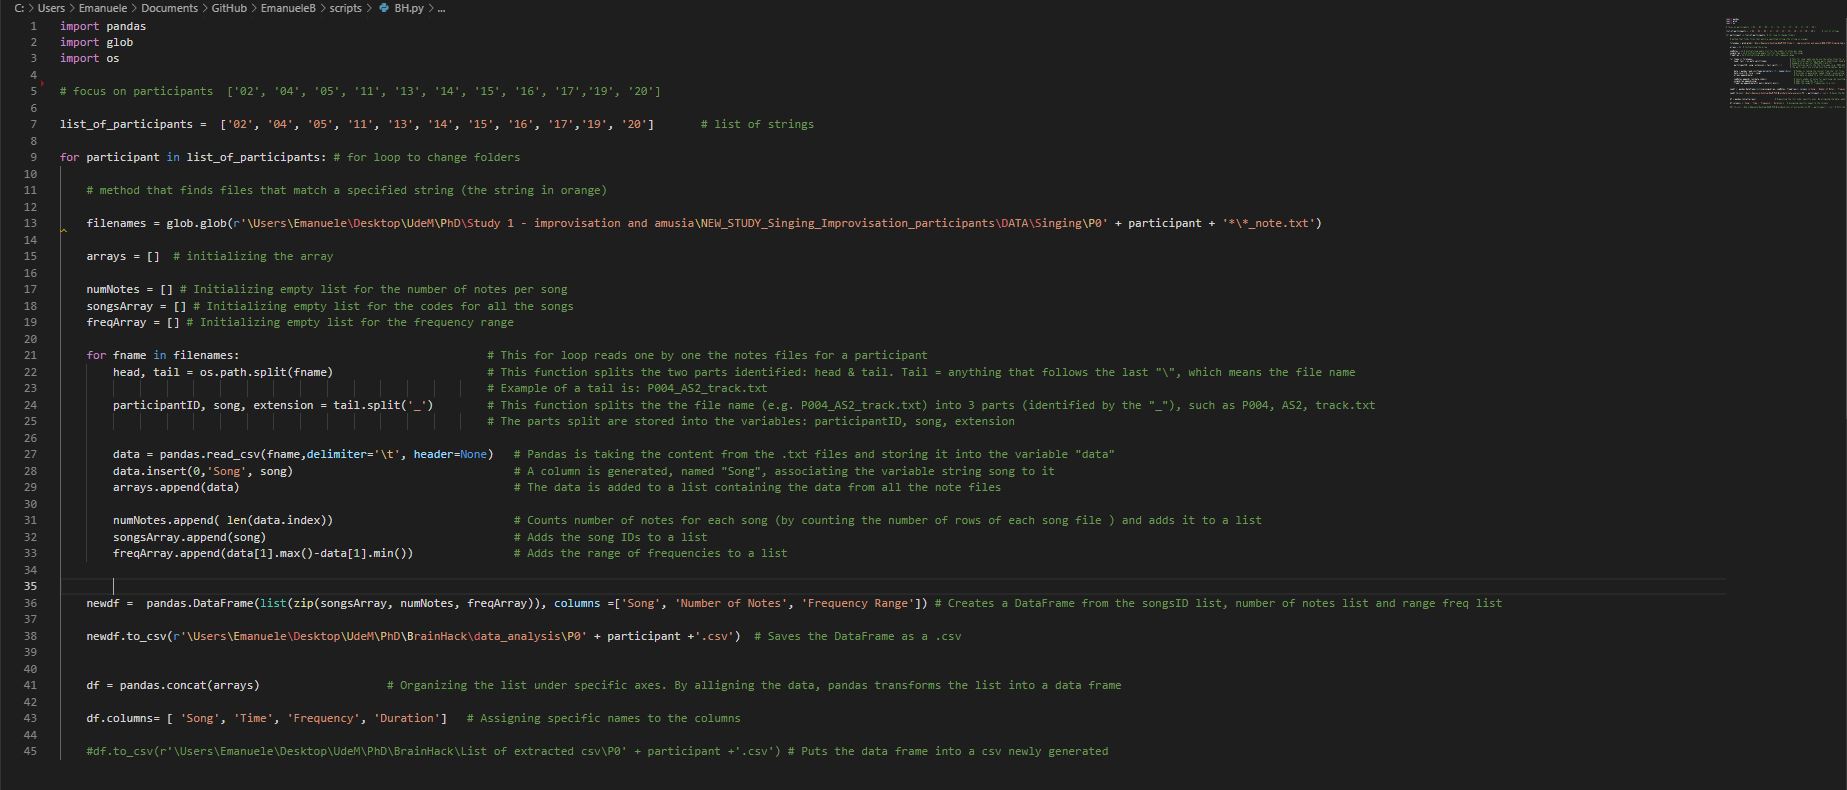 C: > Users > Emanuele > Documents > GitHub > EmanueleB > scripts > BH.py > ...
1 import pandas
2 import glob
3 import os
4
5 # focus on participants  ['02', '04', '05', '11', '13', '14', '15', '16', '17','19', '20']
6
7 list_of_participants =  ['02', '04', '05', '11', '13', '14', '15', '16', '17','19', '20']       # list of strings
8
9 for participant in list_of_participants: # for loop to change folders
10
11     # method that finds files that match a specified string (the string in orange)
12
13     filenames = glob.glob(r'\Users\Emanuele\Desktop\UdeM\PhD\Study 1 - improvisation and amusia\NEW_STUDY_Singing_Improvisation_participants\DATA\Singing\P0' + participant + '*\*_note.txt')
14
15     arrays = []  # initializing the array
16
17     numNotes = [] # Initializing empty list for the number of notes per song
18     songsArray = [] # Initializing empty list for the codes for all the songs
19     freqArray = [] # Initializing empty list for the frequency range
20
21     for fname in filenames:                                     # This for loop reads one by one the notes files for a participant
22         head, tail = os.path.split(fname)                       # This function splits the two parts identified: head & tail. Tail = anything that follows the last "\", which means the file name
23                                                                 # Example of a tail is: P004_AS2_track.txt
24         participantID, song, extension = tail.split('_')        # This function splits the the file name (e.g. P004_AS2_track.txt) into 3 parts (identified by the "_"), such as P004, AS2, track.txt
25                                                                 # The parts split are stored into the variables: participantID, song, extension
26
27         data = pandas.read_csv(fname,delimiter='\t', header=None)   # Pandas is taking the content from the .txt files and storing it into the variable "data"
28         data.insert(0,'Song', song)                                 # A column is generated, named "Song", associating the variable string song to it
29         arrays.append(data)                                         # The data is added to a list containing the data from all the note files
30
31         numNotes.append( len(data.index))                           # Counts number of notes for each song (by counting the number of rows of each song file ) and adds it to a list
32         songsArray.append(song)                                     # Adds the song IDs to a list
33         freqArray.append(data[1].max()-data[1].min())               # Adds the range of frequencies to a list
34
35
36     newdf =  pandas.DataFrame(list(zip(songsArray, numNotes, freqArray)), columns =['Song', 'Number of Notes', 'Frequency Range']) # Creates a DataFrame from the songsID list, number of notes list and range freq list
37
38     newdf.to_csv(r'\Users\Emanuele\Desktop\UdeM\PhD\BrainHack\data_analysis\P0' + participant +'.csv')  # Saves the DataFrame as a .csv
39
40
41     df = pandas.concat(arrays)                   # Organizing the list under specific axes. By alligning the data, pandas transforms the list into a data frame
42
43     df.columns= [ 'Song', 'Time', 'Frequency', 'Duration']   # Assigning specific names to the columns
44
45     #df.to_csv(r'\Users\Emanuele\Desktop\UdeM\PhD\BrainHack\List of extracted csv\P0' + participant +'.csv') # Puts the data frame into a csv newly generated